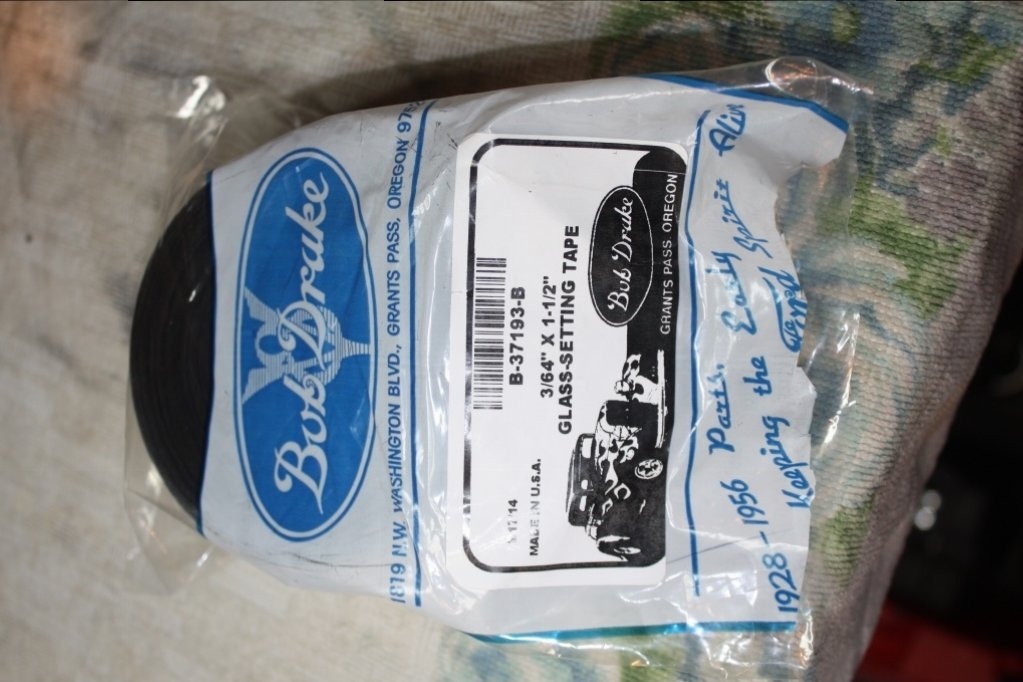 Bob Drake
1819 N.W. WASHINGTON BLVD., GRANTS PASS, OREGON
B-37193-B
3/64" X 1-1/2"
GLASS-SETTING TAPE
MADE IN U.S.A.
Bob Drake
GRANTS PASS, OREGON
1928-1956 Parts.
Keeping the Early Ford Spirit Alive